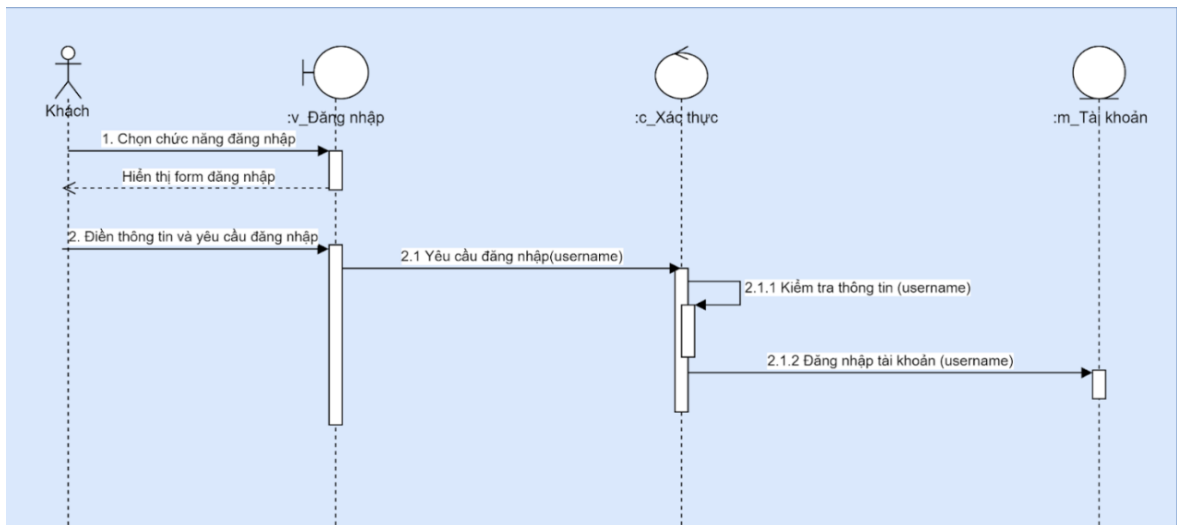 Khách
:v_Đăng nhập
:c_Xác thực
:m_Tài khoản
1. Chọn chức năng đăng nhập
Hiển thị form đăng nhập
2. Điền thông tin và yêu cầu đăng nhập
2.1 Yêu cầu đăng nhập(username)
2.1.1 Kiểm tra thông tin (username)
2.1.2 Đăng nhập tài khoản (username)